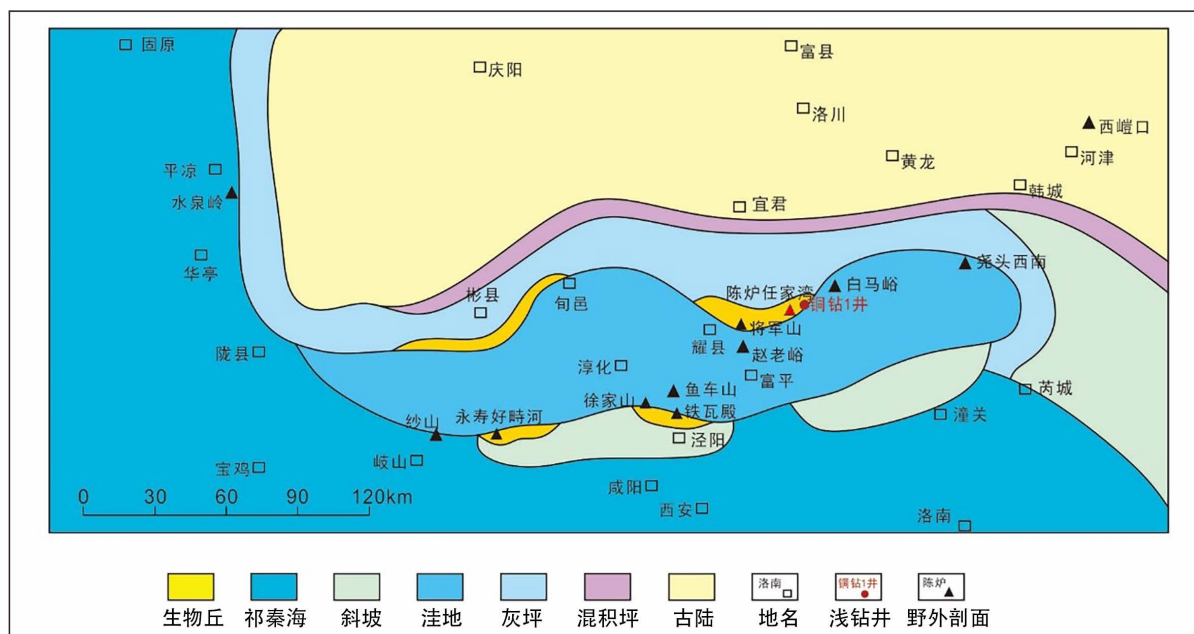 固原
庆阳
富县
洛川
西嵦口
平凉
黄龙
河津
水泉岭
宜君
韩城
华亭
尧头西南
彬县
旬邑
陈炉任家湾
白马峪
铜钻1井
将军山
陇县
耀县
赵老峪
淳化
富平
鱼车山
芮城
徐家山
铁瓦殿
纱山
永寿好畤河
潼关
泾阳
宝鸡
岐山
咸阳
西安
洛南
0 30 60 90 120km
洛南
铜钻1井
陈炉
生物丘 祁秦海 斜坡 洼地 灰坪 混积坪 古陆 地名 浅钻井 野外剖面